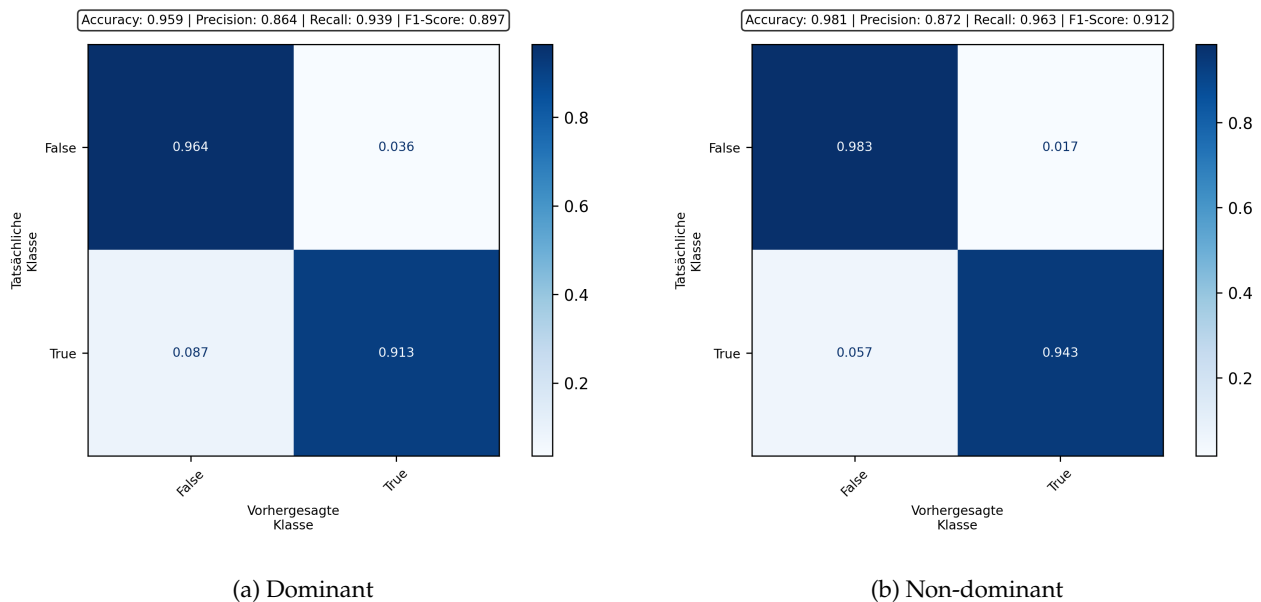 Accuracy: 0.959 | Precision: 0.864 | Recall: 0.939 | F1-Score: 0.897
Tatsächliche
Klasse
False
True
0.964
0.036
0.087
0.913
False
True
Vorhergesagte
Klasse
0.8
0.6
0.4
0.2
(a) Dominant
Accuracy: 0.981 | Precision: 0.872 | Recall: 0.963 | F1-Score: 0.912
Tatsächliche
Klasse
False
True
0.983
0.017
0.057
0.943
False
True
Vorhergesagte
Klasse
0.8
0.6
0.4
0.2
(b) Non-dominant